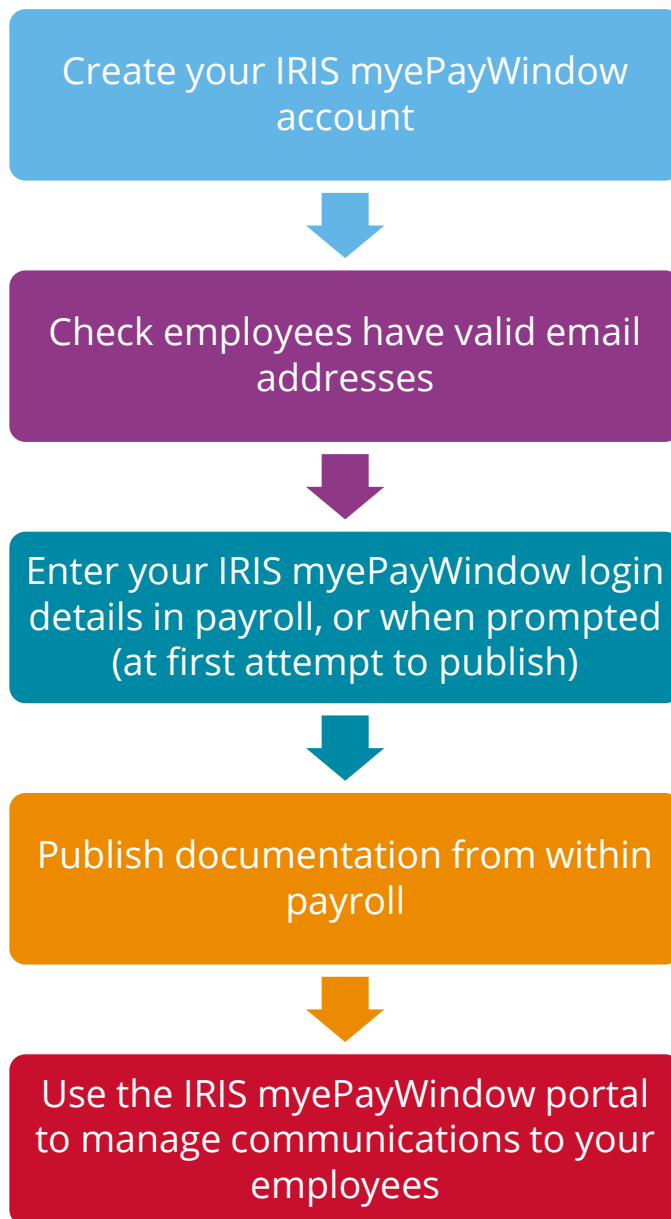 Create your IRIS myePayWindow
account
Check employees have valid email
addresses
Enter your IRIS myePayWindow login
details in payroll, or when prompted
(at first attempt to publish)
Publish documentation from within
payroll
Use the IRIS myePayWindow portal
to manage communications to your
employees